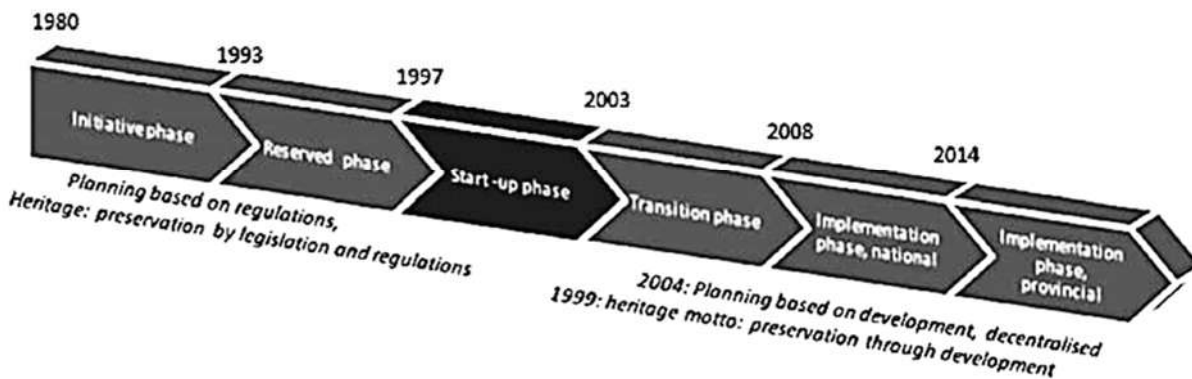 1980
1993
1997
2003
2008
2014
Initiative phase
Reserved phase
Start-up phase
Transition phase
Implementation
phase, national
Implementation
phase,
provincial
Planning based on regulations,
Heritage: preservation by legislation and regulations
2004: Planning based on development, decentralised
1999: heritage motto: preservation through development